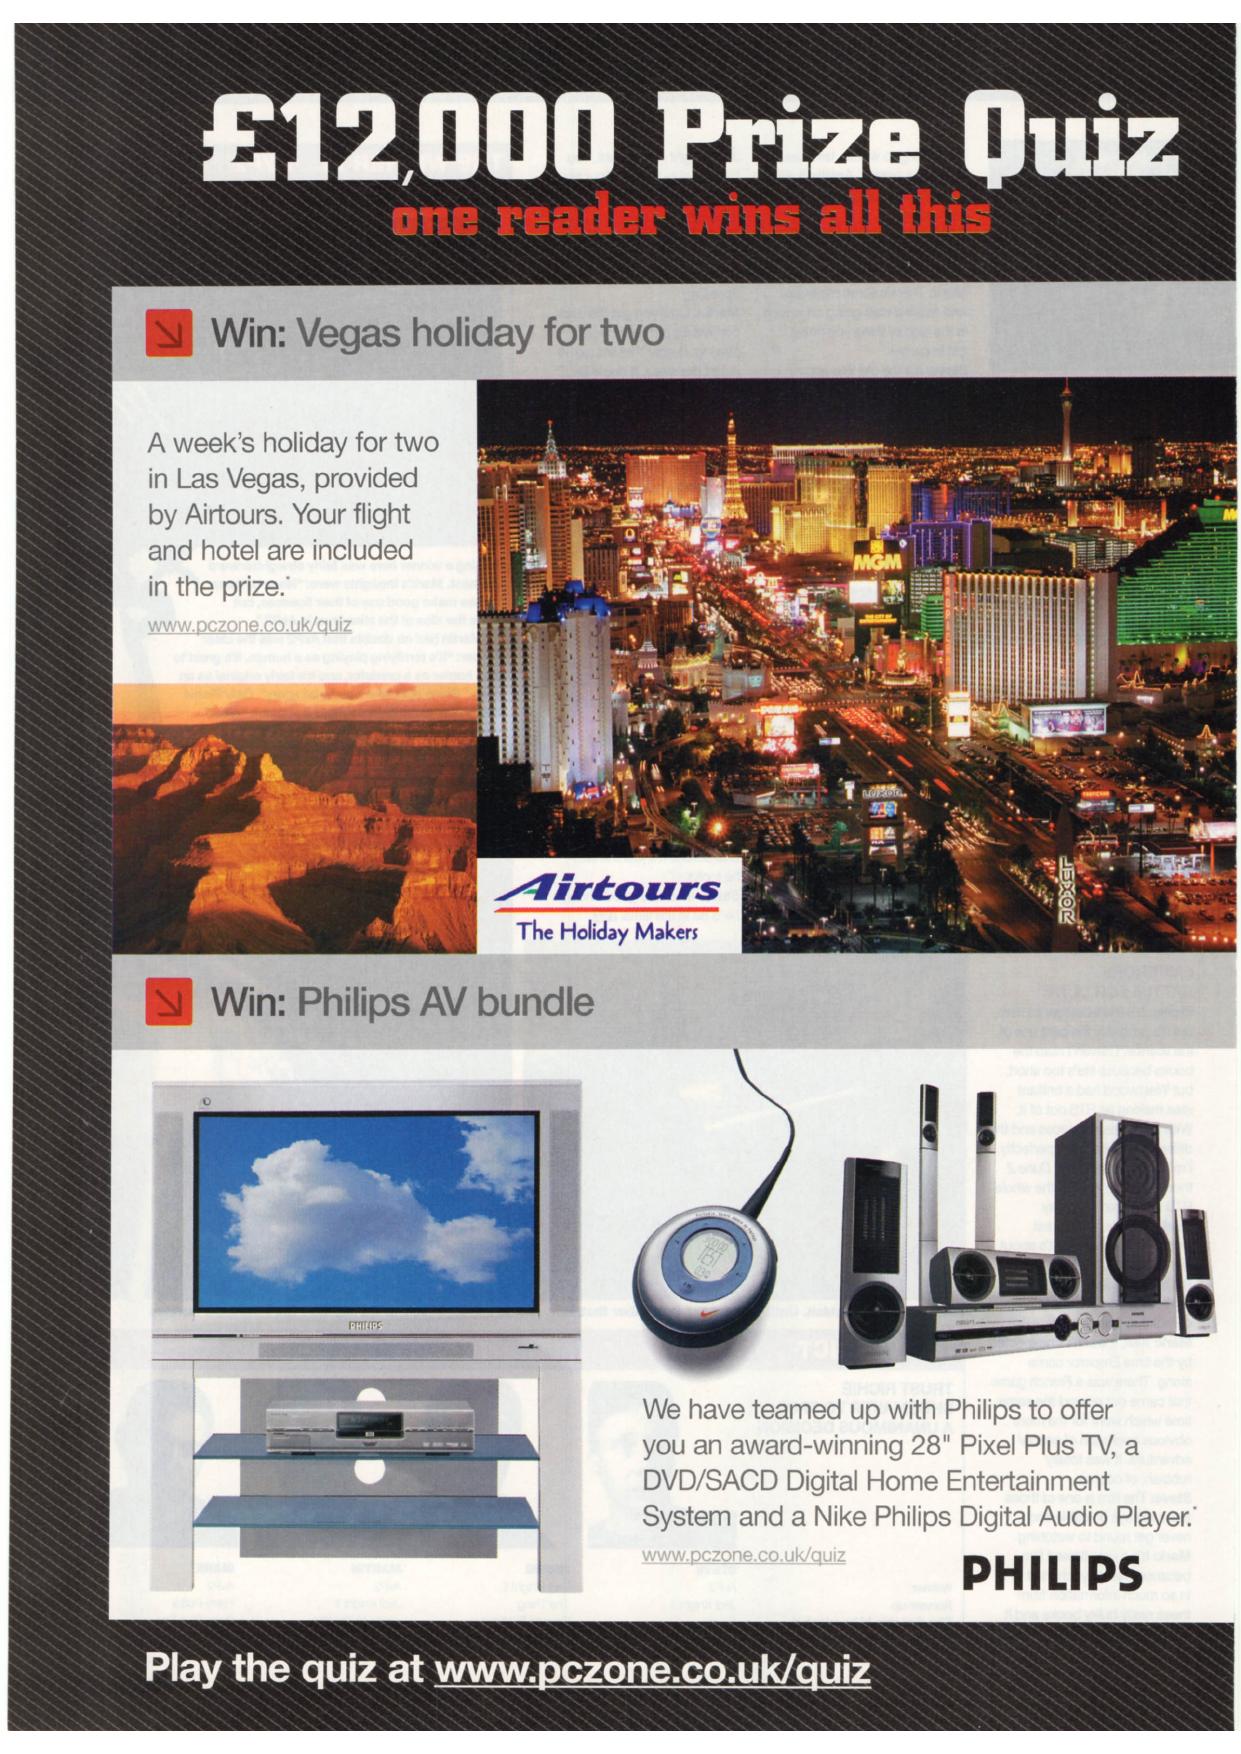 £12,000 Prize Quiz
one reader wins all this
Win: Vegas holiday for two
A week's holiday for two
in Las Vegas, provided
by Airtours. Your flight
and hotel are included
in the prize.*
www.pczone.co.uk/quiz
MGM
LUXOR
LUXOR
Airtours
The Holiday Makers
Win: Philips AV bundle
PHILIPS
We have teamed up with Philips to offer
you an award-winning 28" Pixel Plus TV, a
DVD/SACD Digital Home Entertainment
System and a Nike Philips Digital Audio Player.*
www.pczone.co.uk/quiz
PHILIPS
Play the quiz at www.pczone.co.uk/quiz